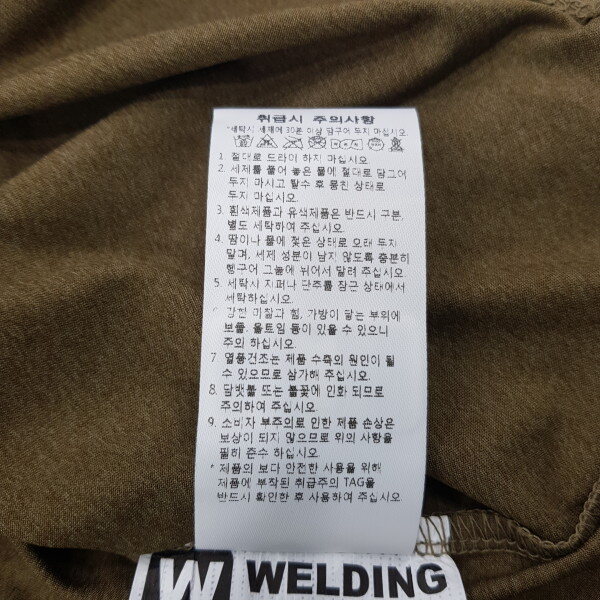 취급시 주의사항
*세탁시 세제에 30분 이상 담구어 두지 마십시오.
1. 절대로 드라이 하지 마십시오
2. 세제를 풀어 놓은 물에 절대로 담그어
두지 마시고 탈수 후 뭉친 상태로
두지 마십시오
3. 흰색제품과 유색제품은 반드시 구분,
별도 세탁하여 주십시오.
4. 땀이나 물에 젖은 상태로 오래 두지
말며, 세제 성분이 남지 않도록 충분히
헹구어 그늘에 뉘어서 말려 주십시오
5. 세탁시 지퍼나 단추를 잠근 상태에서
세탁하십시오
6. 강한 마찰과 힘, 가방이 닿는 부위에
보풀, 올트임 등이 있을 수 있으니
주의 하십시오
7. 열풍건조는 제품 수축의 원인이 될
수 있으므로 삼가해 주십시오.
8. 담뱃불 또는 불꽃에 인화 되므로
주의하여 주십시오.
9. 소비자 부주의로 인한 제품 손상은
보상이 되지 않으므로 위의 사항을
필히 준수 하십시오
* 제품의 보다 안전한 사용을 위해
제품에 부착된 취급주의 TAG을
반드시 확인한 후 사용하여 주십시오.
W WELDING